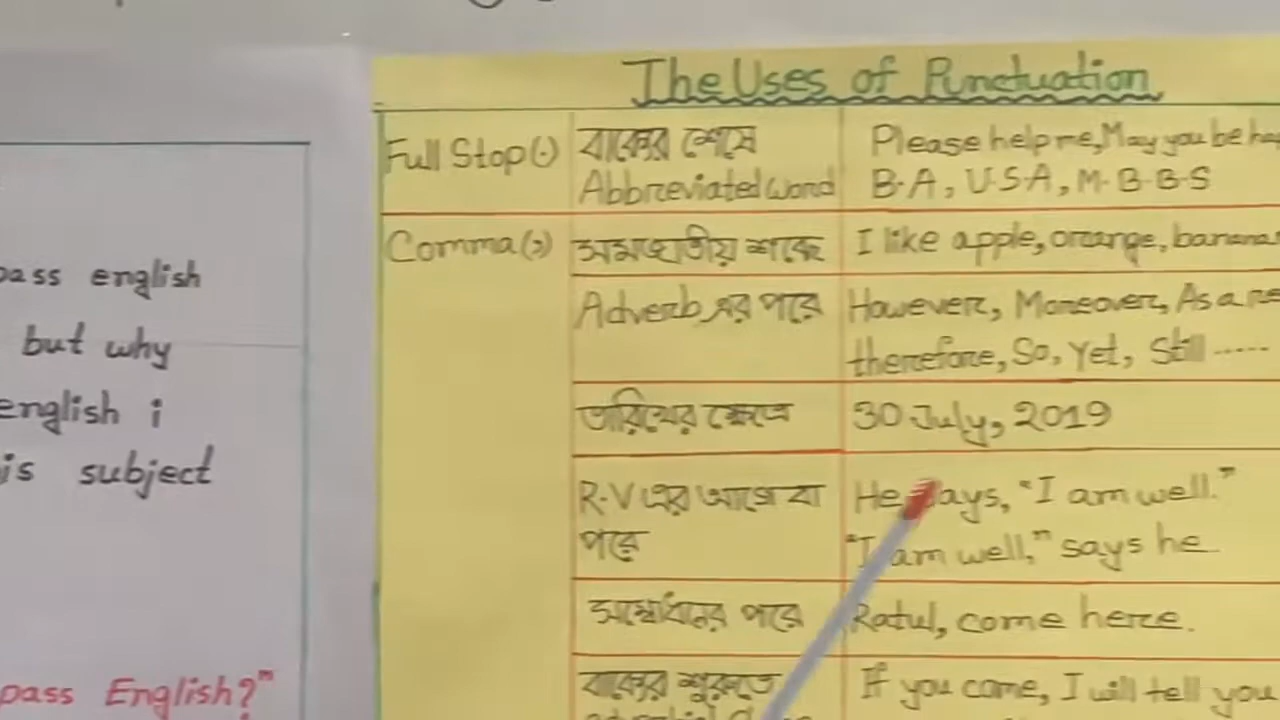 pass english
but why
english i
is subject
pass English?"
The Uses of Punctuation
Full Stop(.)
বাক্যের শেষে
Abbreviated word
Please help me, May you be
B.A, U.S.A, M.B.B.S
Comma(,)
সমজাতীয় শব্দে
I like apple, orange, banana
Adverb এর পরে
However, Moreover, As a
therefore, So, Yet, Still ......
তারিখের ক্ষেত্রে
30 July, 2019
R.V এর আগে বা
পরে
He says, "I am well."
"I am well," says he
সম্বোধনের পরে
Ratul, come here.
বাক্যের শুরুতে
If you come, I will tell you